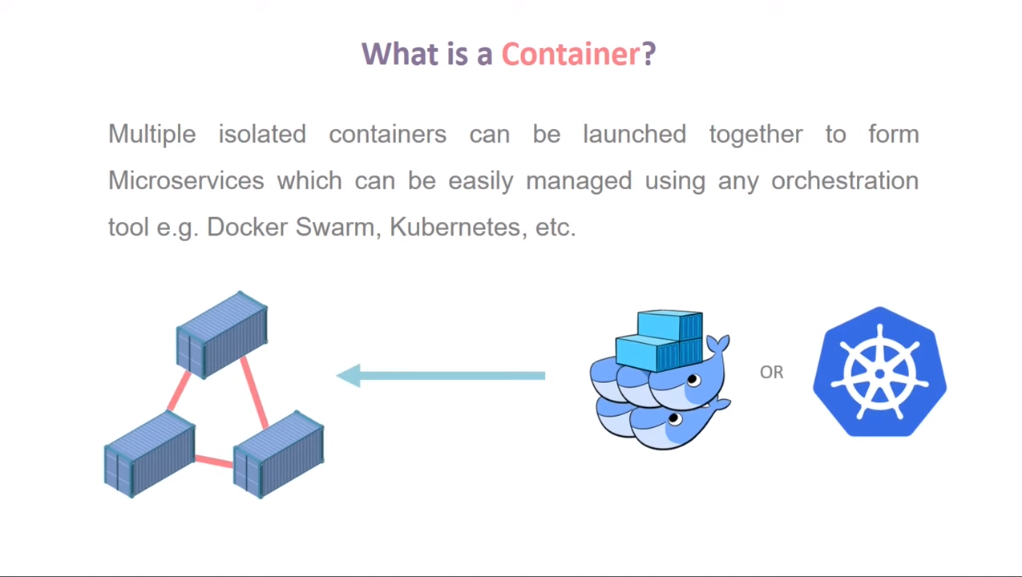 What is a Container?
Multiple isolated containers can be launched together to form
Microservices which can be easily managed using any orchestration
tool e.g. Docker Swarm, Kubernetes, etc.
OR